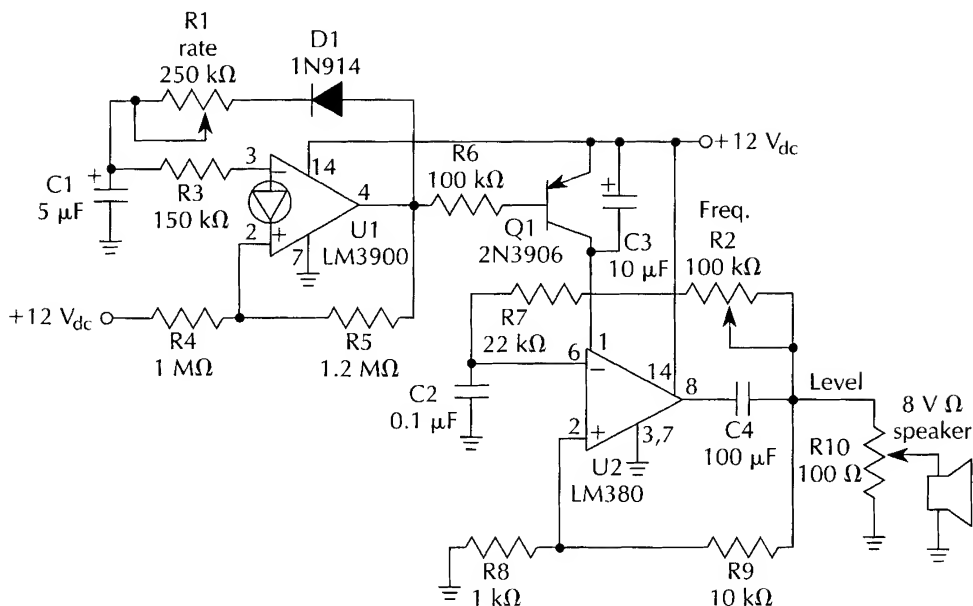 R1
rate
250 kΩ
D1
1N914
C1
+
5 μF
R3
150 kΩ
3
−
14
4
2
+
7
U1
LM3900
R6
100 kΩ
Q1
2N3906
+
C3
10 μF
+12 Vdc
Freq.
R2
100 kΩ
+12 Vdc
R4
1 MΩ
R5
1.2 MΩ
R7
22 kΩ
C2
0.1 μF
1
6
−
14
8
2
+
3,7
U2
LM380
C4
100 μF
Level
R10
100 Ω
8 V Ω
speaker
R8
1 kΩ
R9
10 kΩ